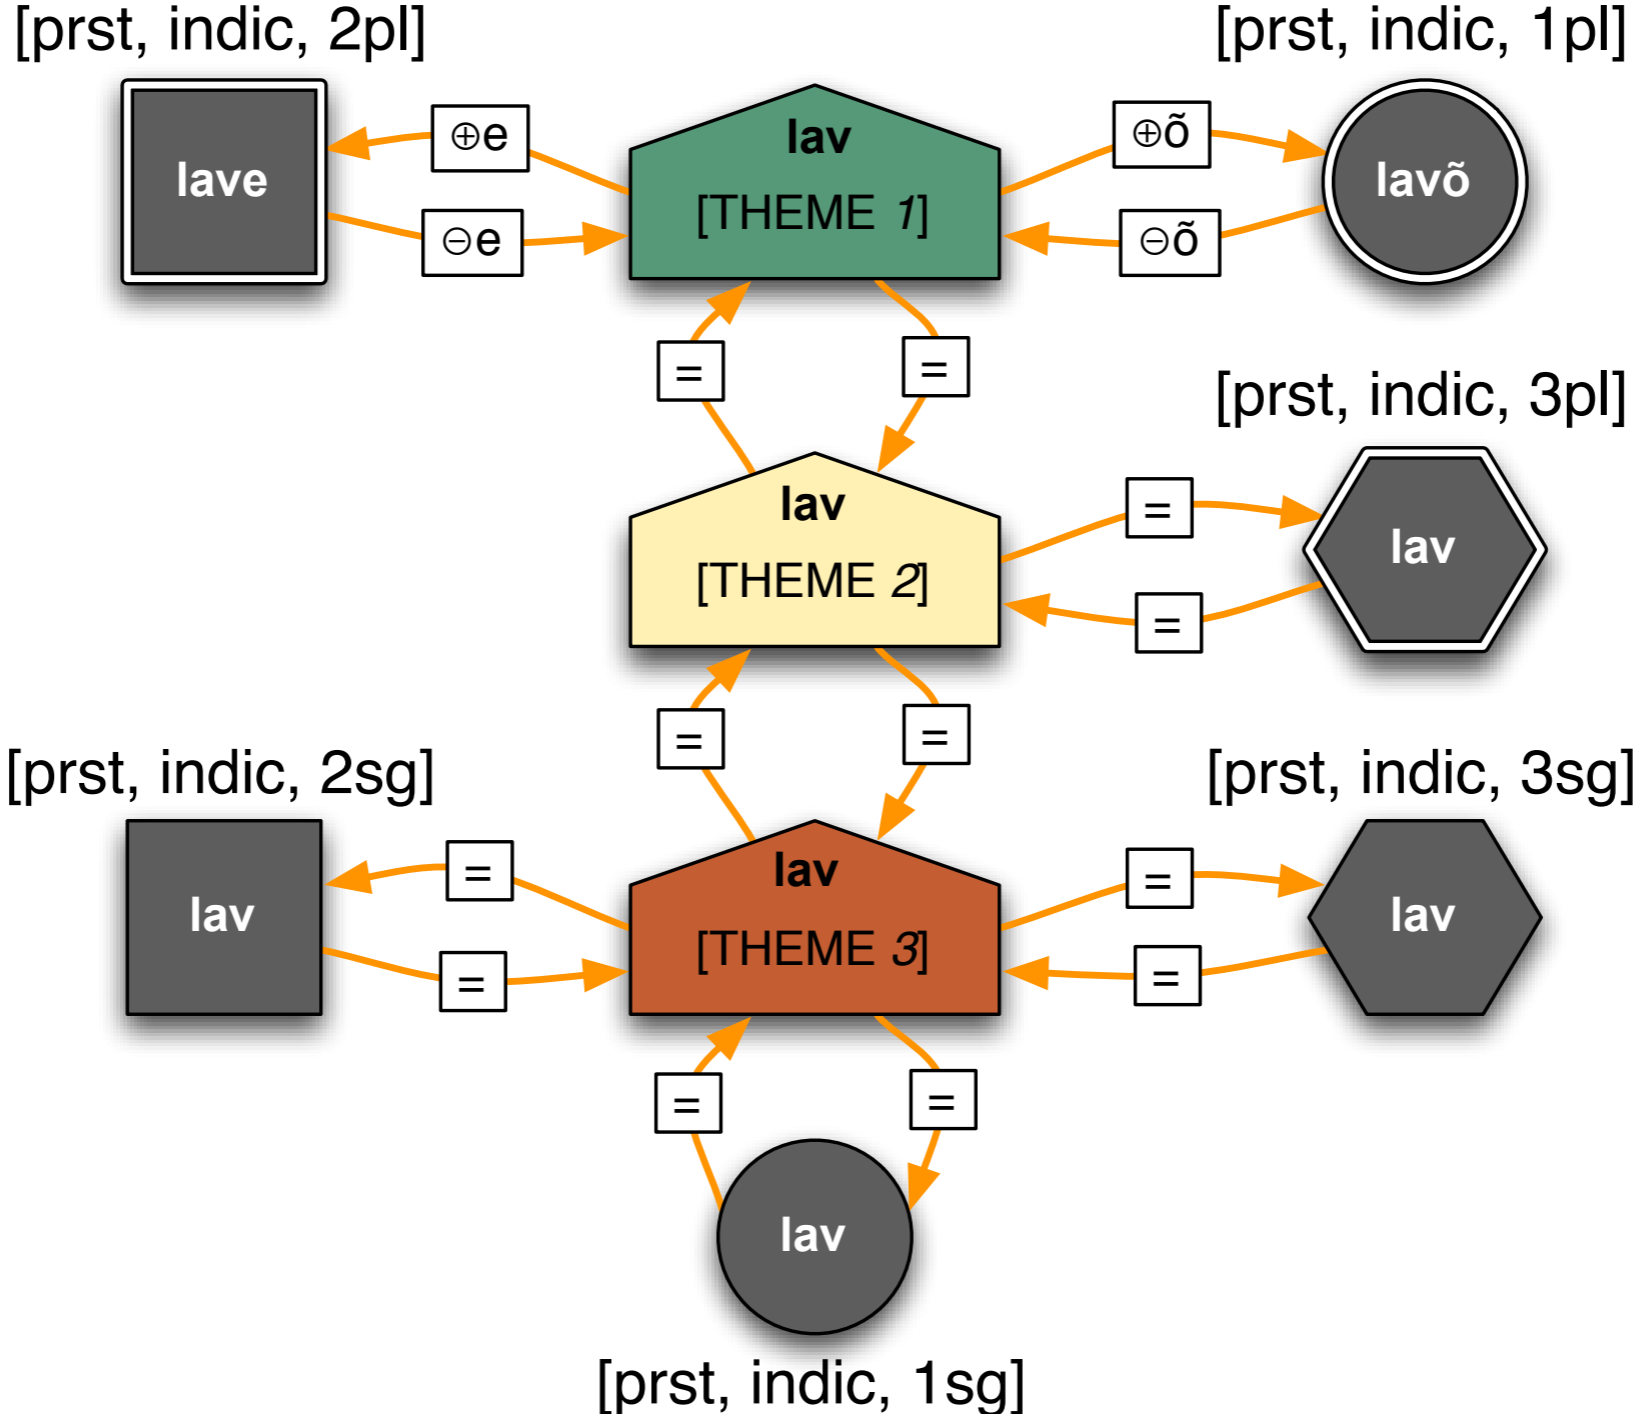 [prst, indic, 2pl]
[prst, indic, 1pl]
lave
⊕e
⊖e
lav
[THEME 1]
⊕õ
⊖õ
lavõ
=
=
[prst, indic, 3pl]
lav
[THEME 2]
=
=
lav
=
=
[prst, indic, 2sg]
[prst, indic, 3sg]
lav
=
=
lav
[THEME 3]
=
=
lav
=
=
lav
[prst, indic, 1sg]